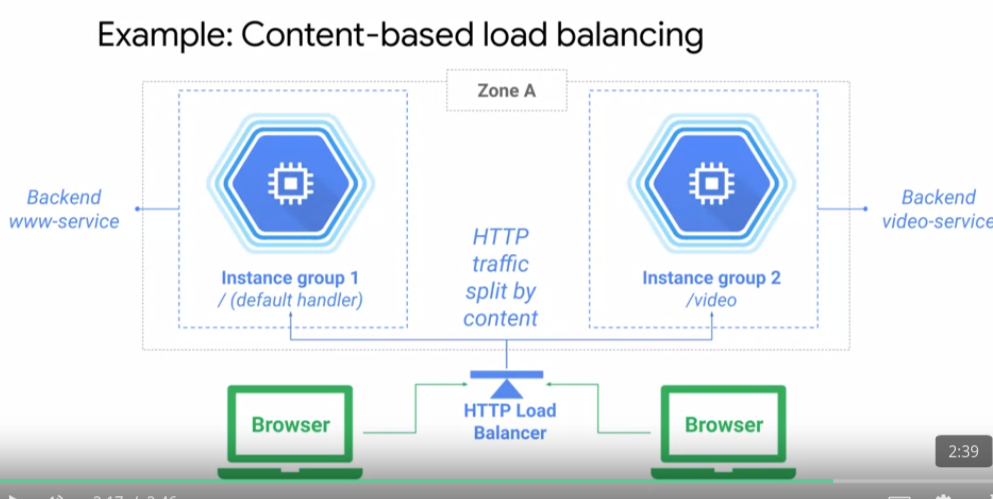 Example: Content-based load balancing
Zone A
Backend
www-service
Instance group 1
/ (default handler)
HTTP
traffic
split by
content
Instance group 2
/video
Backend
video-service
HTTP Load
Balancer
Browser
Browser
2:39